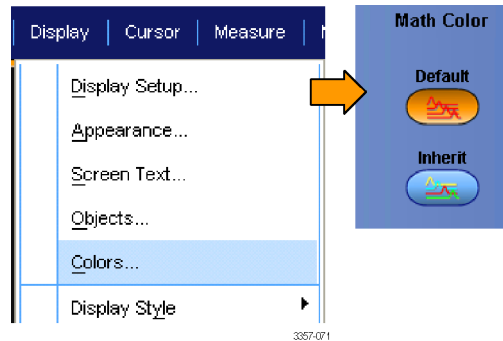 Display Cursor Measure
Display Setup...
Appearance...
Screen Text...
Objects...
Colors...
Display Style
Math Color
Default
Inherit
3357-071